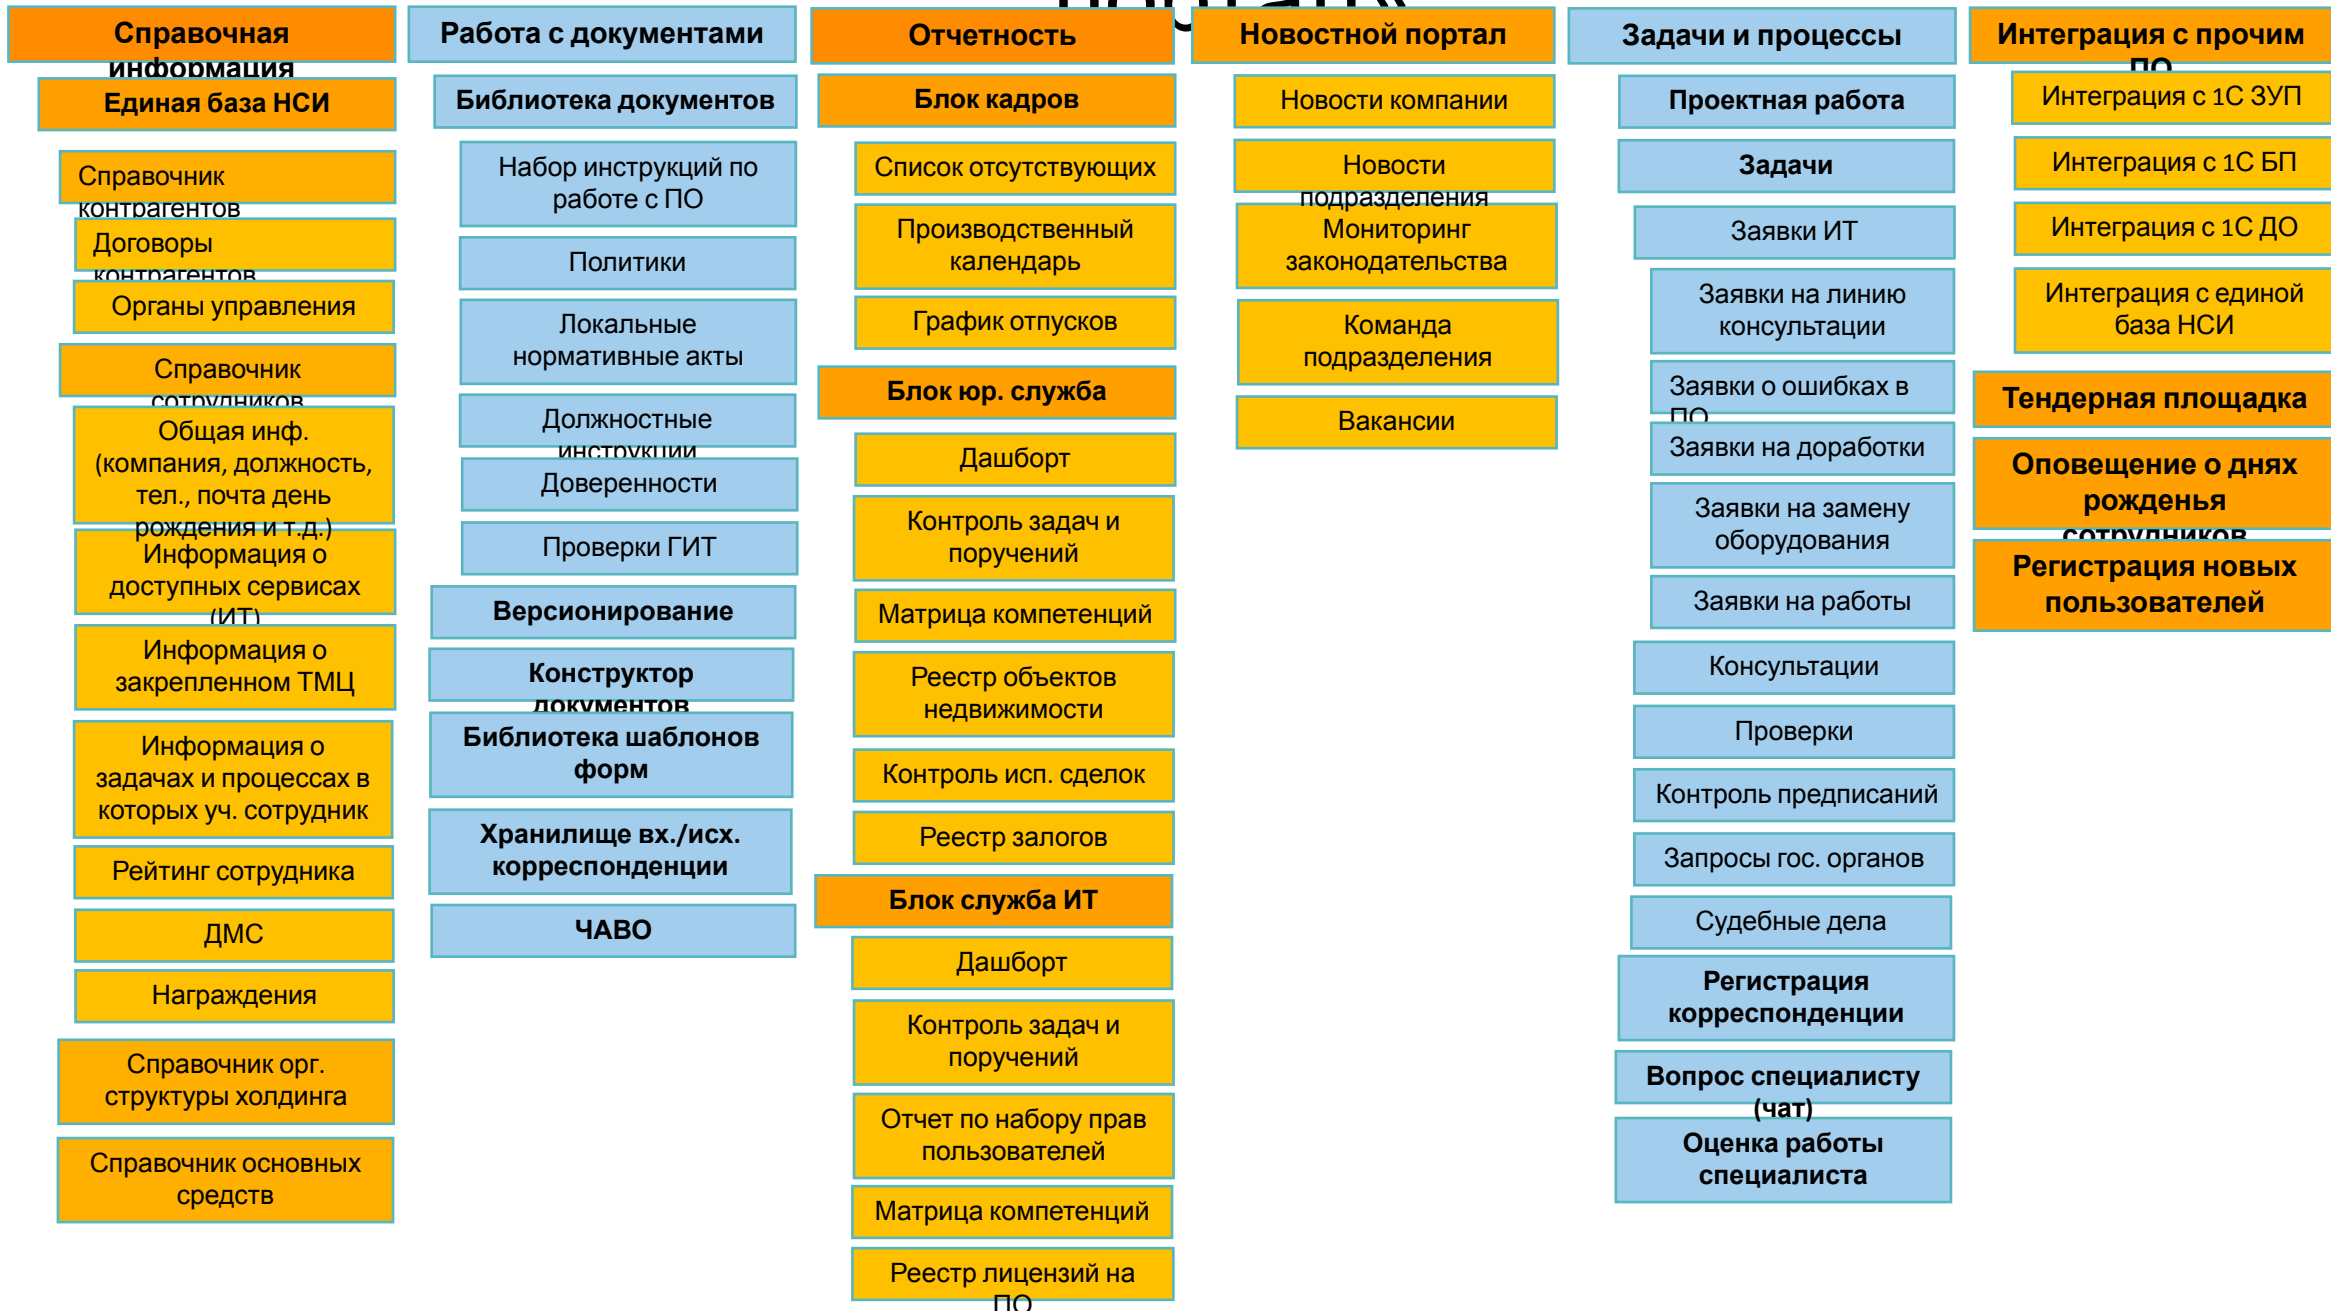 Справочная
информация
Единая база НСИ
Справочник
контрагентов
Договоры
контрагентов
Органы управления
Справочник
сотрудников
Общая инф.
(компания, должность,
тел., почта день
рождения и т.д.)
Информация о
доступных сервисах
(ИТ)
Информация о
закрепленном ТМЦ
Информация о
задачах и процессах в
которых уч. сотрудник
Рейтинг сотрудника
ДМС
Награждения
Справочник орг.
структуры холдинга
Справочник основных
средств
Работа с документами
Библиотека документов
Набор инструкций по
работе с ПО
Политики
Локальные
нормативные акты
Должностные
инструкции
Доверенности
Проверки ГИТ
Версионирование
Конструктор
документов
Библиотека шаблонов
форм
Хранилище вх./исх.
корреспонденции
ЧАВО
Отчетность
Блок кадров
Список отсутствующих
Производственный
календарь
График отпусков
Блок юр. служба
Дашборт
Контроль задач и
поручений
Матрица компетенций
Реестр объектов
недвижимости
Контроль исп. сделок
Реестр залогов
Блок служба ИТ
Дашборт
Контроль задач и
поручений
Отчет по набору прав
пользователей
Матрица компетенций
Реестр лицензий на
ПО
Новостной портал
Новости компании
Новости
подразделения
Мониторинг
законодательства
Команда
подразделения
Вакансии
Задачи и процессы
Проектная работа
Задачи
Заявки ИТ
Заявки на линию
консультации
Заявки о ошибках в
ПО
Заявки на доработки
Заявки на замену
оборудования
Заявки на работы
Консультации
Проверки
Контроль предписаний
Запросы гос. органов
Судебные дела
Регистрация
корреспонденции
Вопрос специалисту
(чат)
Оценка работы
специалиста
Интеграция с прочим
ПО
Интеграция с 1С ЗУП
Интеграция с 1С БП
Интеграция с 1С ДО
Интеграция с единой
база НСИ
Тендерная площадка
Оповещение о днях
рожденья
сотрудников
Регистрация новых
пользователей